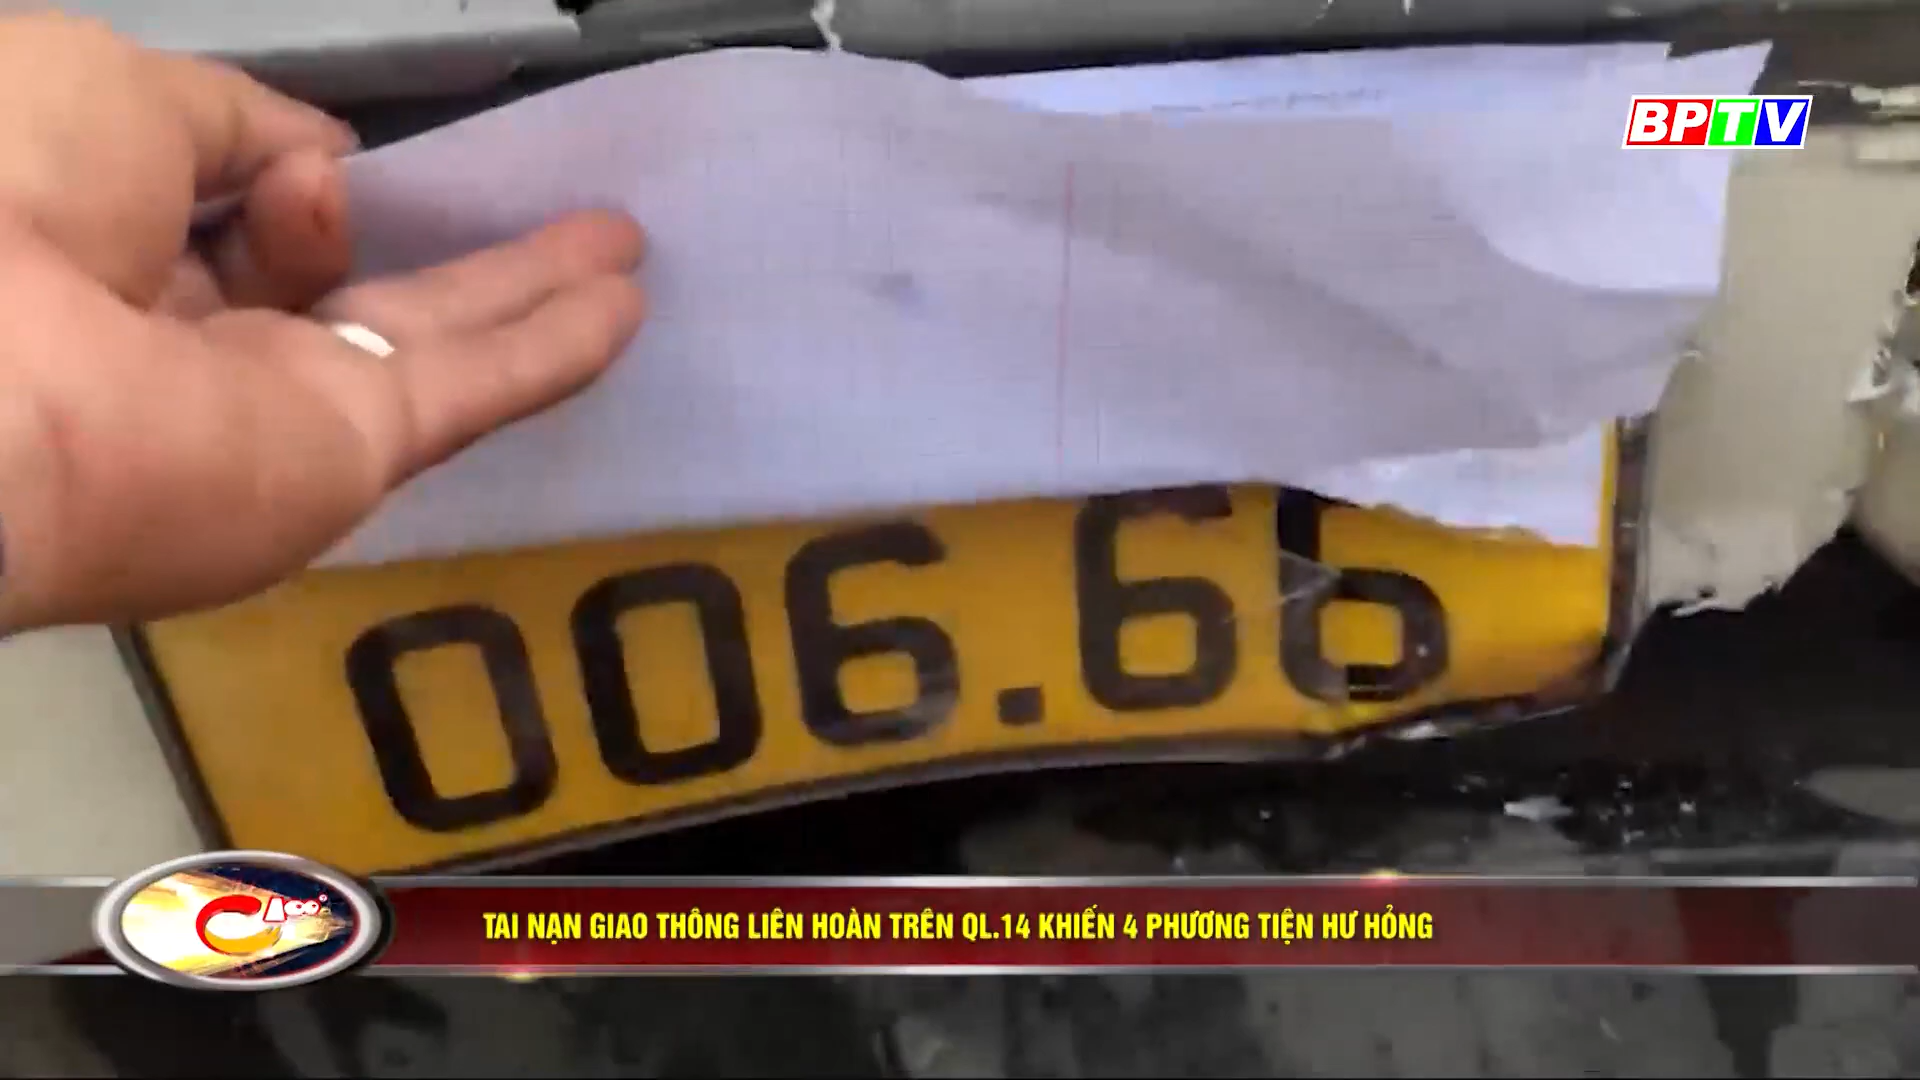 BPTV
006.66
TAI NẠN GIAO THÔNG LIÊN HOÀN TRÊN QL.14 KHIẾN 4 PHƯƠNG TIỆN HƯ HỎNG